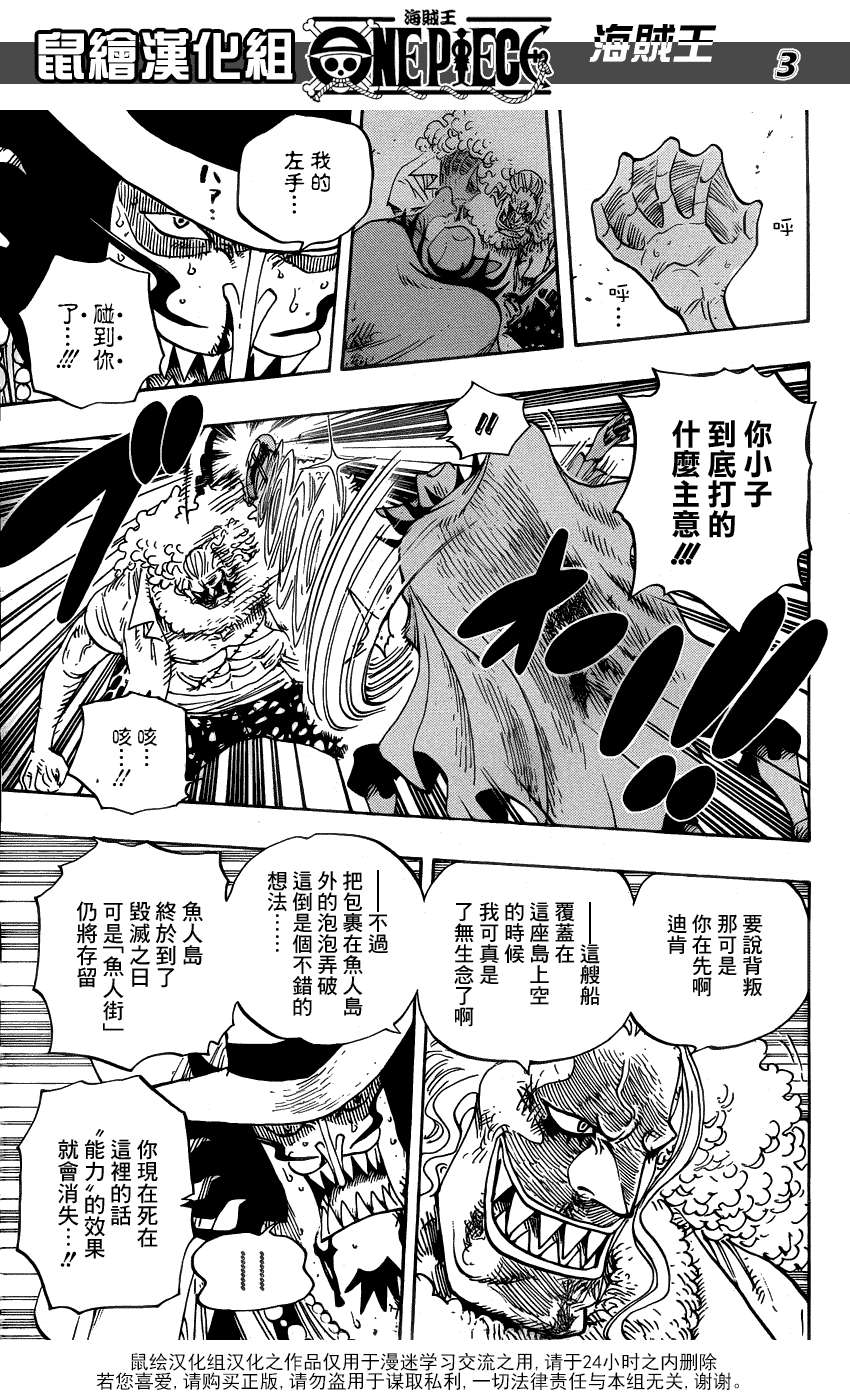 鼠繪漢化組
海賊王
ONE PIECE
海賊王
3
呼
呼…
我的
左手…
ハァ…?
碰到你
了…!!!
你小子
到底打的
什麼主意
!!!
!!
ドォン!!
咳…
咳…!!
要說背叛
那可是
你在先啊
迪肯
——這艘船
覆蓋在
這座島上空
的時候
我可真是
了無生念了啊
——不過
把包裹在魚人島
外的泡泡弄破
這倒是個不錯的
想法……
魚人島
終於到了
毀滅之日
可是「魚人街」
仍將存留
你現在死在
這裡的話
"能力"的效果
就會消失…!!
…………
鼠绘汉化组汉化之作品仅用于漫迷学习交流之用, 请于24小时之内删除
若您喜爱, 请购买正版, 请勿用于谋取私利, 一切法律责任与本组无关, 谢谢.